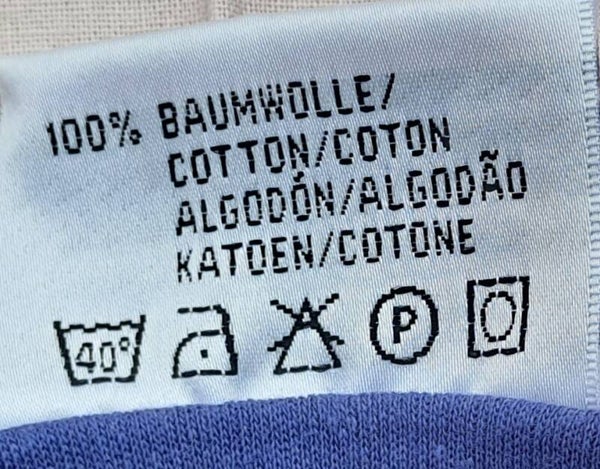 100% BAUMWOLLE/
COTTON/COTON
ALGODÓN/ALGODÃO
KATOEN/COTONE
40° P